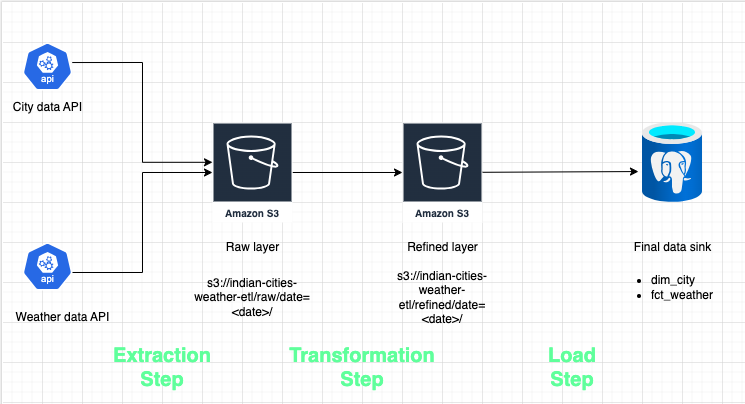 api
City data API
api
Weather data API
Amazon S3
Raw layer
s3://indian-cities-
weather-etl/raw/date=
<date>/
Amazon S3
Refined layer
s3://indian-cities-
weather-
etl/refined/date=
<date>/
Final data sink
• dim_city
• fct_weather
Extraction
Step
Transformation
Step
Load
Step